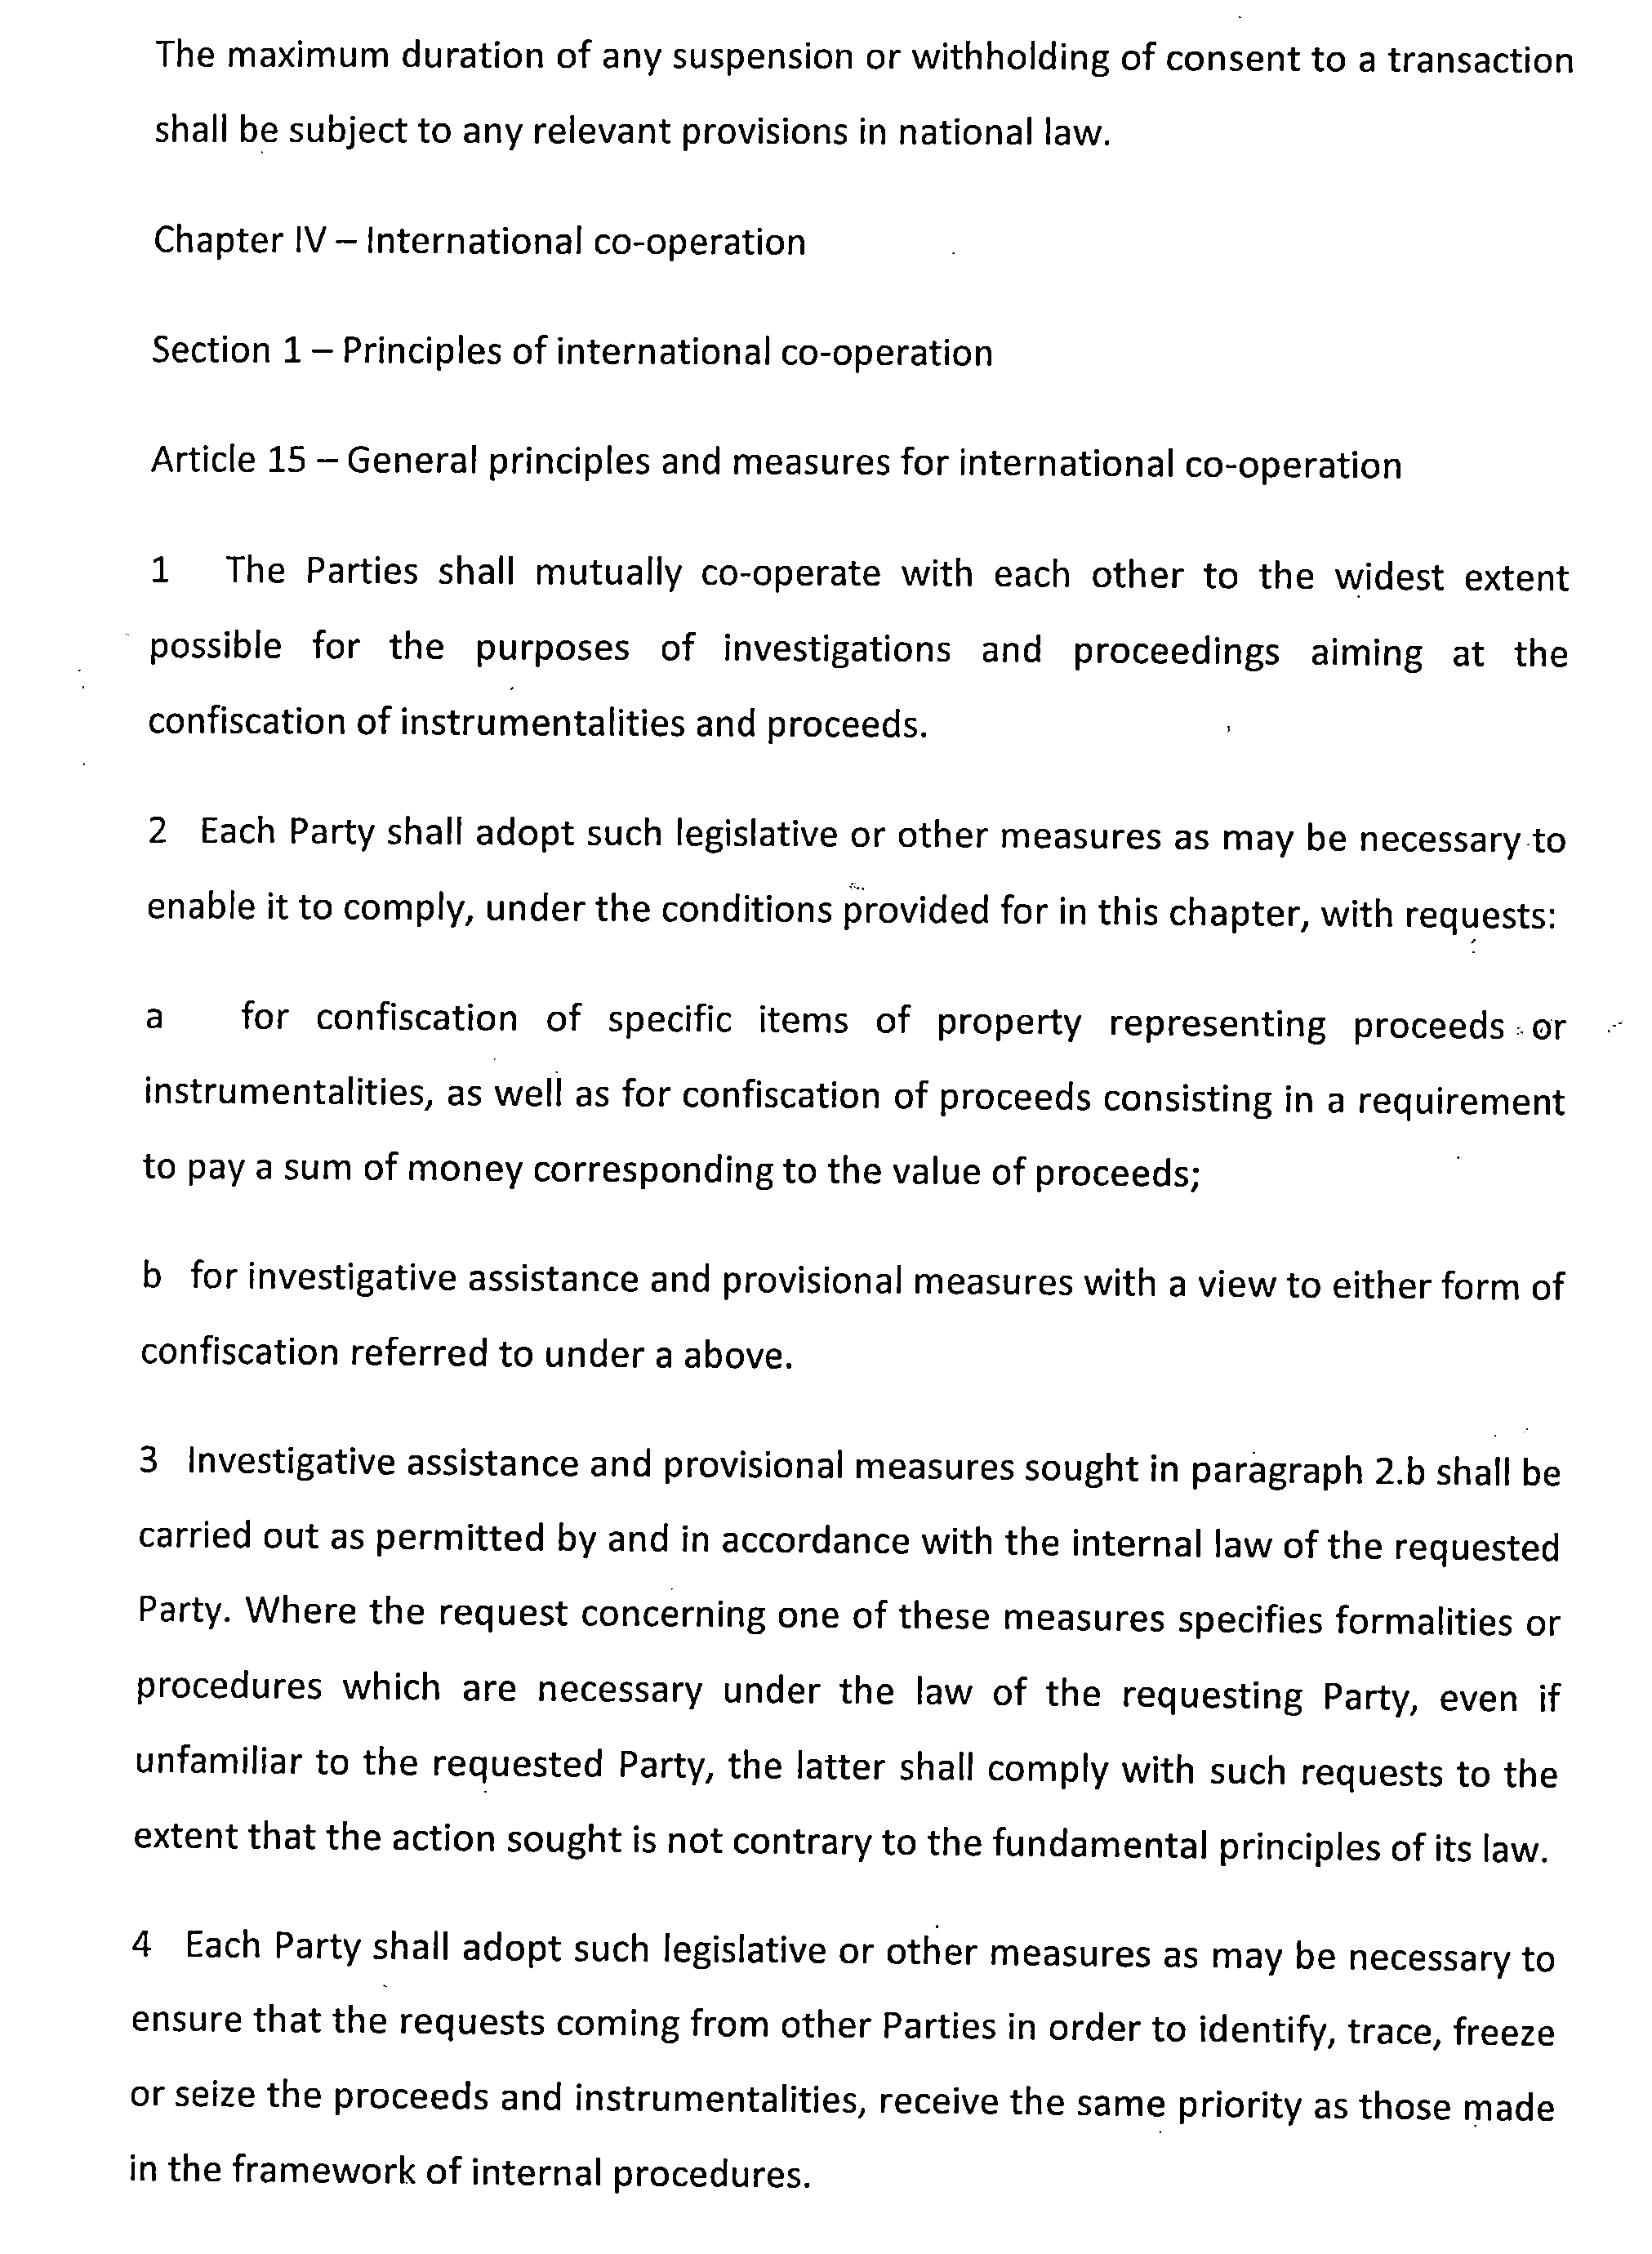 The maximum duration of any suspension or withholding of consent to a transaction
shall be subject to any relevant provisions in national law.
Chapter IV – International co-operation
Section 1 – Principles of international co-operation
Article 15 – General principles and measures for international co-operation
1 The Parties shall mutually co-operate with each other to the widest extent
possible for the purposes of investigations and proceedings aiming at the
confiscation of instrumentalities and proceeds.
2 Each Party shall adopt such legislative or other measures as may be necessary to
enable it to comply, under the conditions provided for in this chapter, with requests:
a for confiscation of specific items of property representing proceeds or
instrumentalities, as well as for confiscation of proceeds consisting in a requirement
to pay a sum of money corresponding to the value of proceeds;
b for investigative assistance and provisional measures with a view to either form of
confiscation referred to under a above.
3 Investigative assistance and provisional measures sought in paragraph 2.b shall be
carried out as permitted by and in accordance with the internal law of the requested
Party. Where the request concerning one of these measures specifies formalities or
procedures which are necessary under the law of the requesting Party, even if
unfamiliar to the requested Party, the latter shall comply with such requests to the
extent that the action sought is not contrary to the fundamental principles of its law.
4 Each Party shall adopt such legislative or other measures as may be necessary to
ensure that the requests coming from other Parties in order to identify, trace, freeze
or seize the proceeds and instrumentalities, receive the same priority as those made
in the framework of internal procedures.